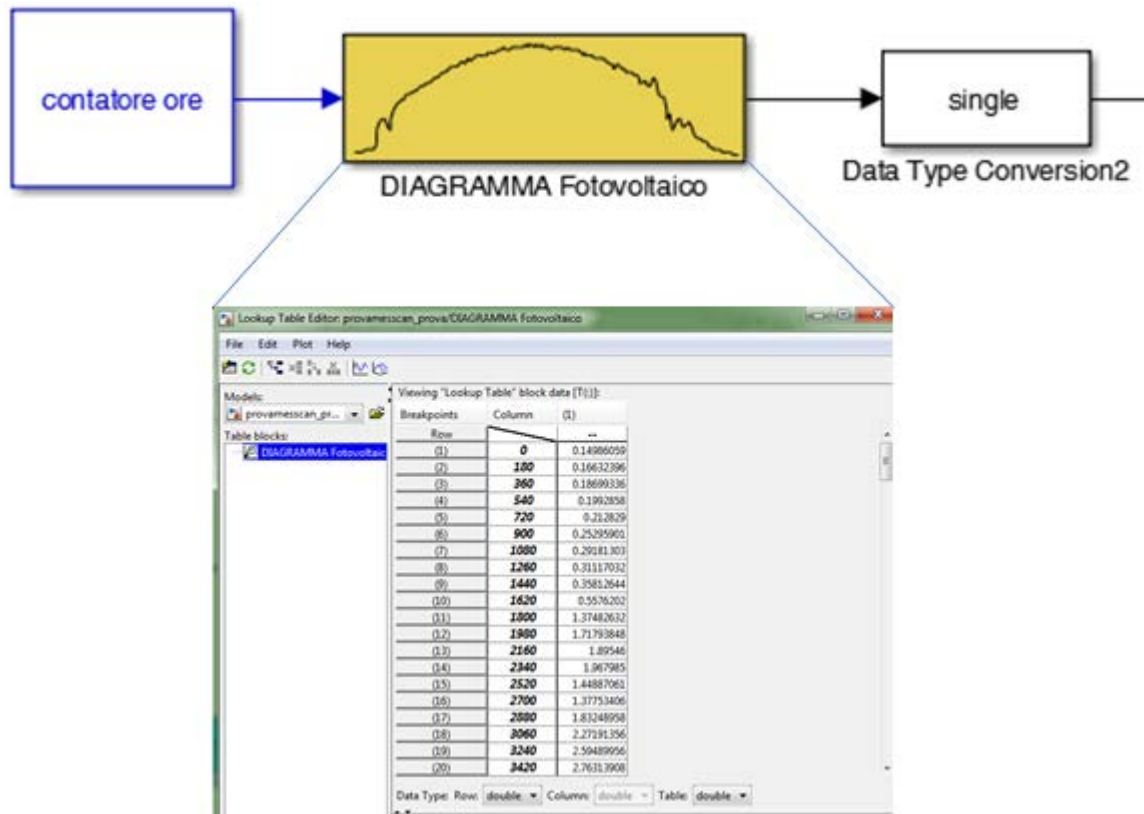 contatore ore
single
DIAGRAMMA Fotovoltaico
Data Type Conversion2
Lookup Table Editor: provamesscan_prova/DIAGRAMMA Fotovoltaico
File Edit Plot Help
Models:
provamesscan_pr...
Table blocks:
DIAGRAMMA Fotovoltaic
Viewing "Lookup Table" block data [T(:)]:
Breakpoints Column (1)
Row --
(1) 0 0.14986059
(2) 180 0.16632396
(3) 360 0.18699336
(4) 540 0.1992858
(5) 720 0.212829
(6) 900 0.25295901
(7) 1080 0.29181303
(8) 1260 0.31117032
(9) 1440 0.35812644
(10) 1620 0.5576202
(11) 1800 1.37482632
(12) 1980 1.71793848
(13) 2160 1.89546
(14) 2340 1.967985
(15) 2520 1.44887061
(16) 2700 1.37753406
(17) 2880 1.83248958
(18) 3060 2.27191356
(19) 3240 2.59489956
(20) 3420 2.76313908
Data Type: Row: double Column: double Table: double